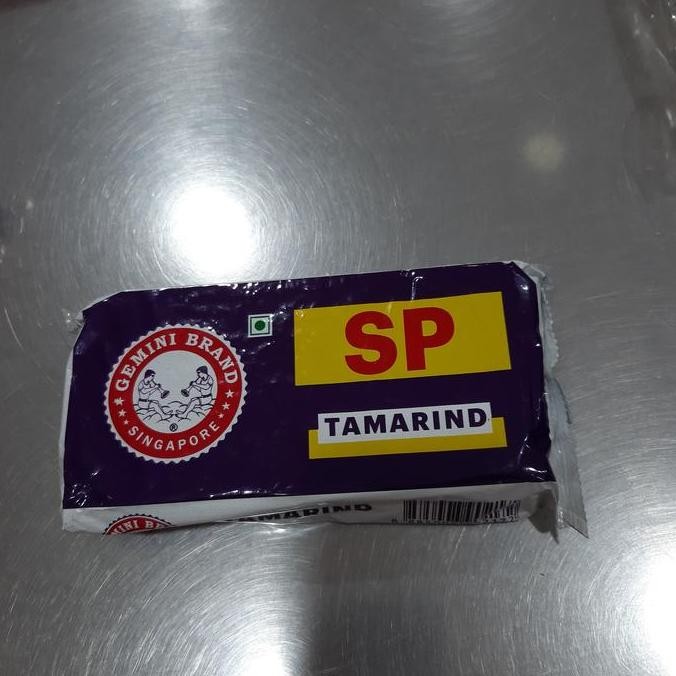 GEMINI BRAND
SINGAPORE
®
SP
TAMARIND
TAMARIND